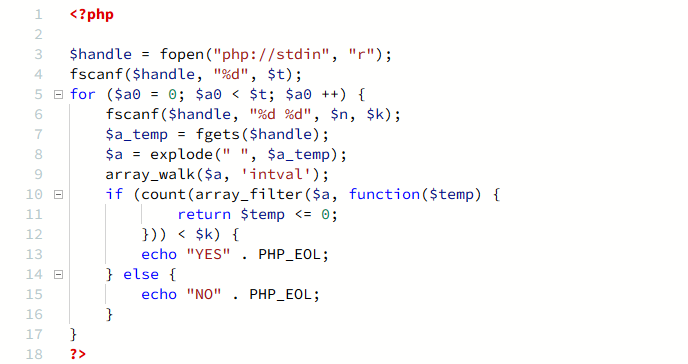 1 <?php
2
3 $handle = fopen("php://stdin", "r");
4 fscanf($handle, "%d", $t);
5 for ($a0 = 0; $a0 < $t; $a0 ++) {
6     fscanf($handle, "%d %d", $n, $k);
7     $a_temp = fgets($handle);
8     $a = explode(" ", $a_temp);
9     array_walk($a, 'intval');
10     if (count(array_filter($a, function($temp) {
11             return $temp <= 0;
12         })) < $k) {
13         echo "YES" . PHP_EOL;
14     } else {
15         echo "NO" . PHP_EOL;
16     }
17 }
18 ?>